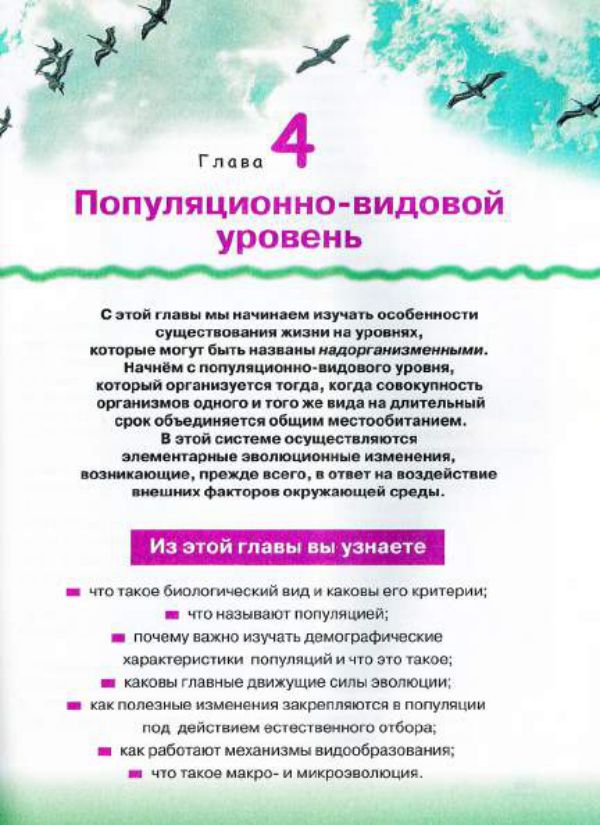 Глава 4
Популяционно-видовой
уровень
С этой главы мы начинаем изучать особенности
существования жизни на уровнях,
которые могут быть названы надорганизменными.
Начнём с популяционно-видового уровня,
который организуется тогда, когда совокупность
организмов одного и того же вида на длительный
срок объединяется общим местообитанием.
В этой системе осуществляются
элементарные эволюционные изменения,
возникающие, прежде всего, в ответ на воздействие
внешних факторов окружающей среды.
Из этой главы вы узнаете
что такое биологический вид и каковы его критерии;
что называют популяцией;
почему важно изучать демографические
характеристики популяций и что это такое;
каковы главные движущие силы эволюции;
как полезные изменения закрепляются в популяции
под действием естественного отбора;
как работают механизмы видообразования;
что такое макро- и микроэволюция.